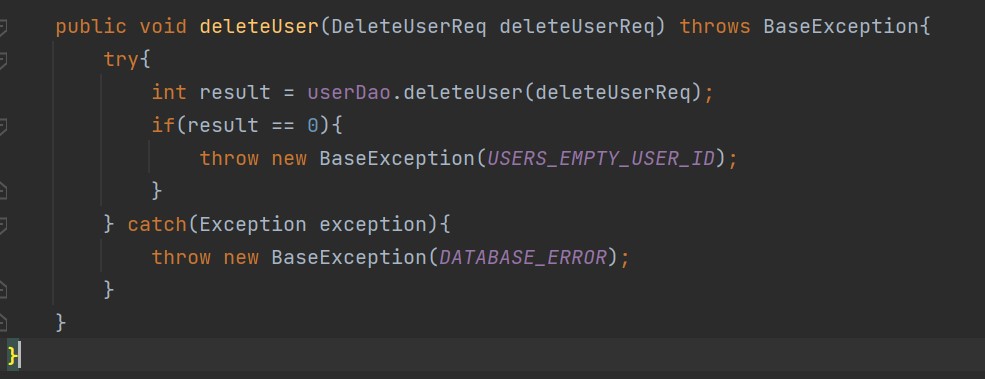 public void deleteUser(DeleteUserReq deleteUserReq) throws BaseException{
try{
int result = userDao.deleteUser(deleteUserReq);
if(result == 0){
throw new BaseException(USERS_EMPTY_USER_ID);
}
} catch(Exception exception){
throw new BaseException(DATABASE_ERROR);
}
}
}